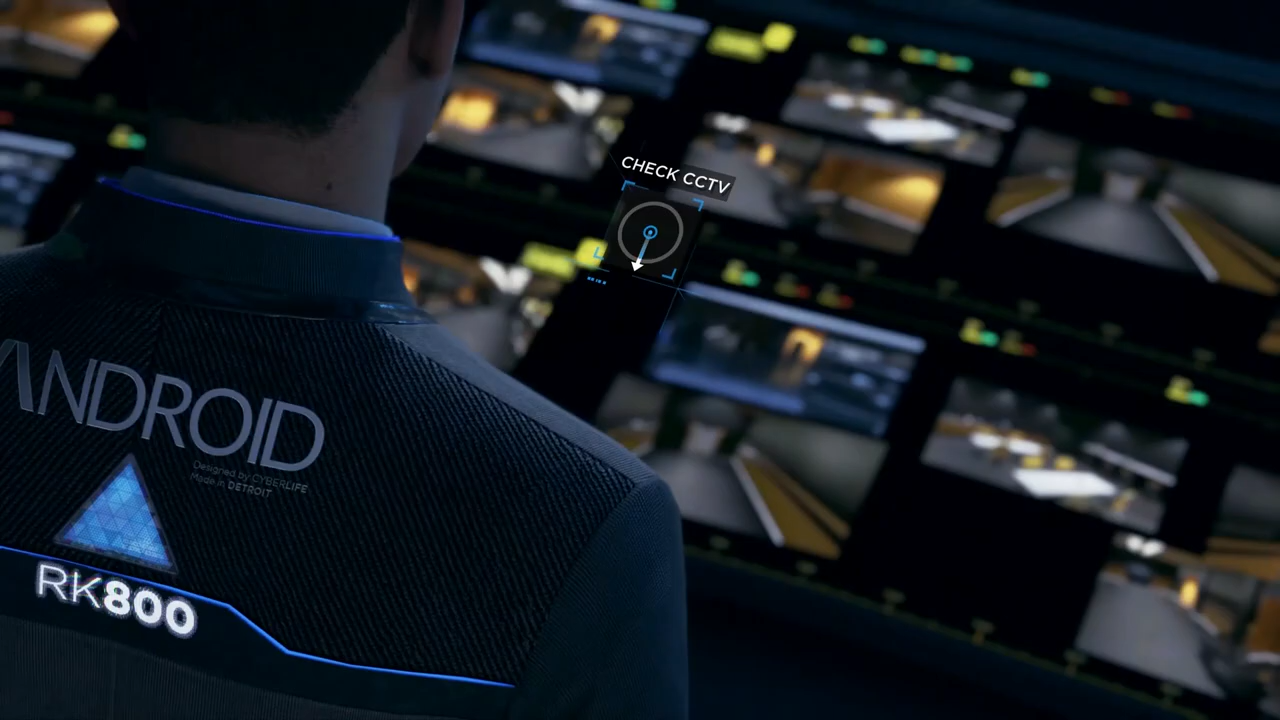 CHECK CCTV
ANDROID
Designed by CYBERLIFE
Made in DETROIT
RK800